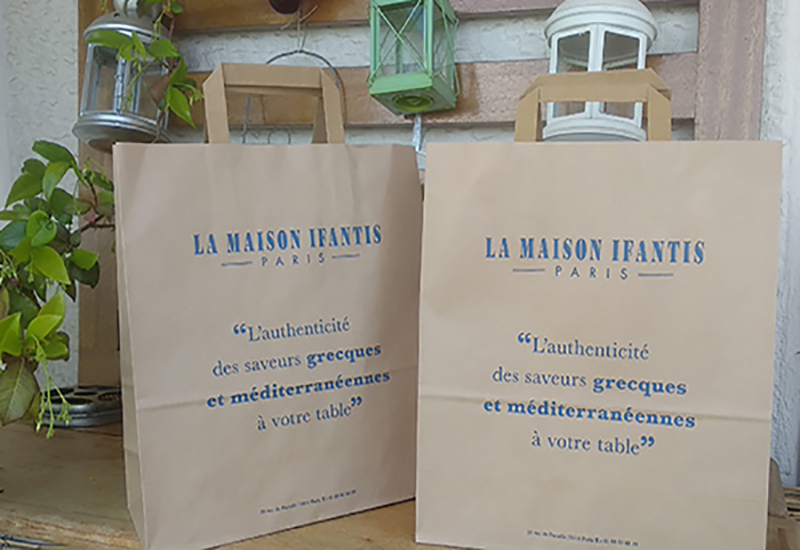 LA MAISON IFANTIS
PARIS
“L’authenticité
des saveurs grecques
et méditerranéennes
à votre table”
LA MAISON IFANTIS
PARIS
“L’authenticité
des saveurs grecques
et méditerranéennes
à votre table”